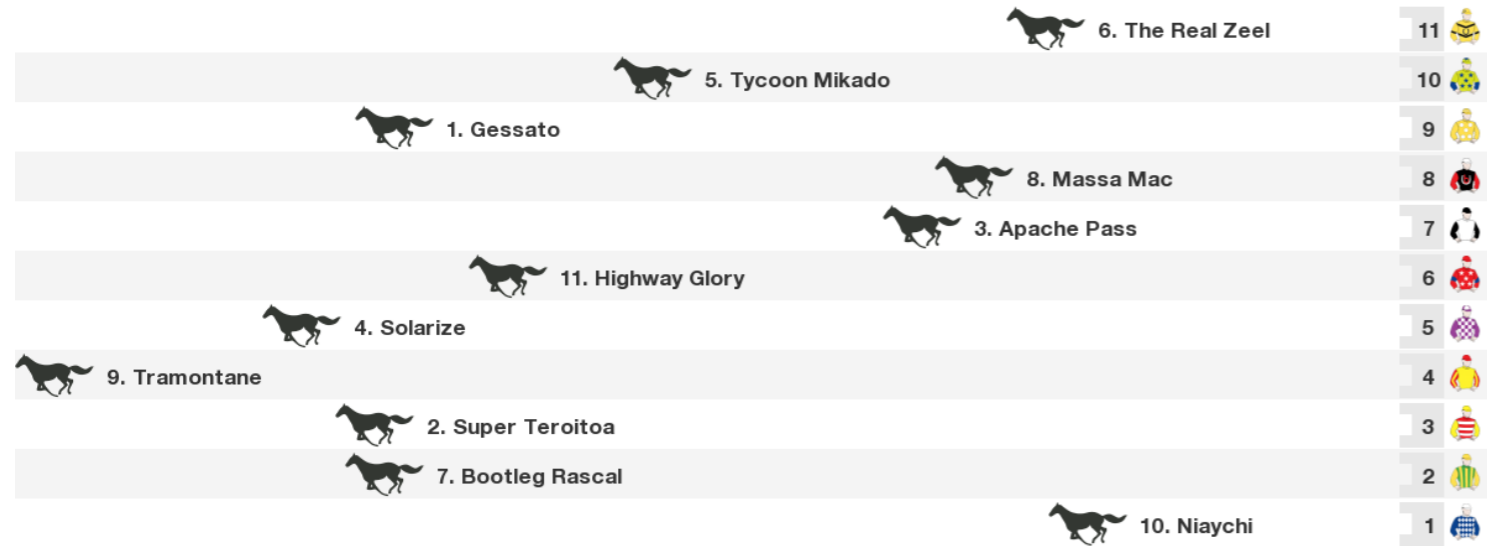 6. The Real Zeel 11
5. Tycoon Mikado 10
1. Gessato 9
8. Massa Mac 8
3. Apache Pass 7
11. Highway Glory 6
4. Solarize 5
9. Tramontane 4
2. Super Teroitoa 3
7. Bootleg Rascal 2
10. Niaychi 1